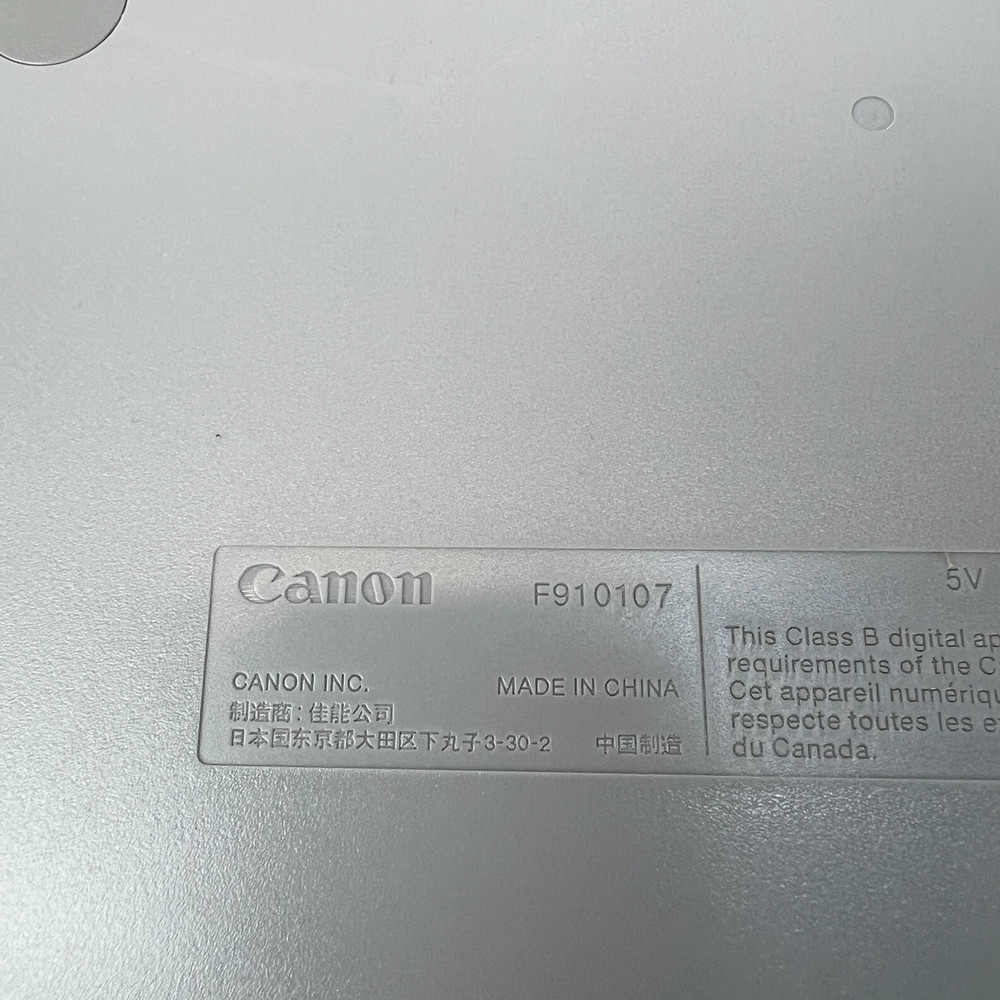 Canon F910107
CANON INC. MADE IN CHINA
制造商: 佳能公司
日本国东京都大田区下丸子3-30-2 中国制造
5V
This Class B digital
requirements of the
Cet appareil
respecte toutes les
du Canada.